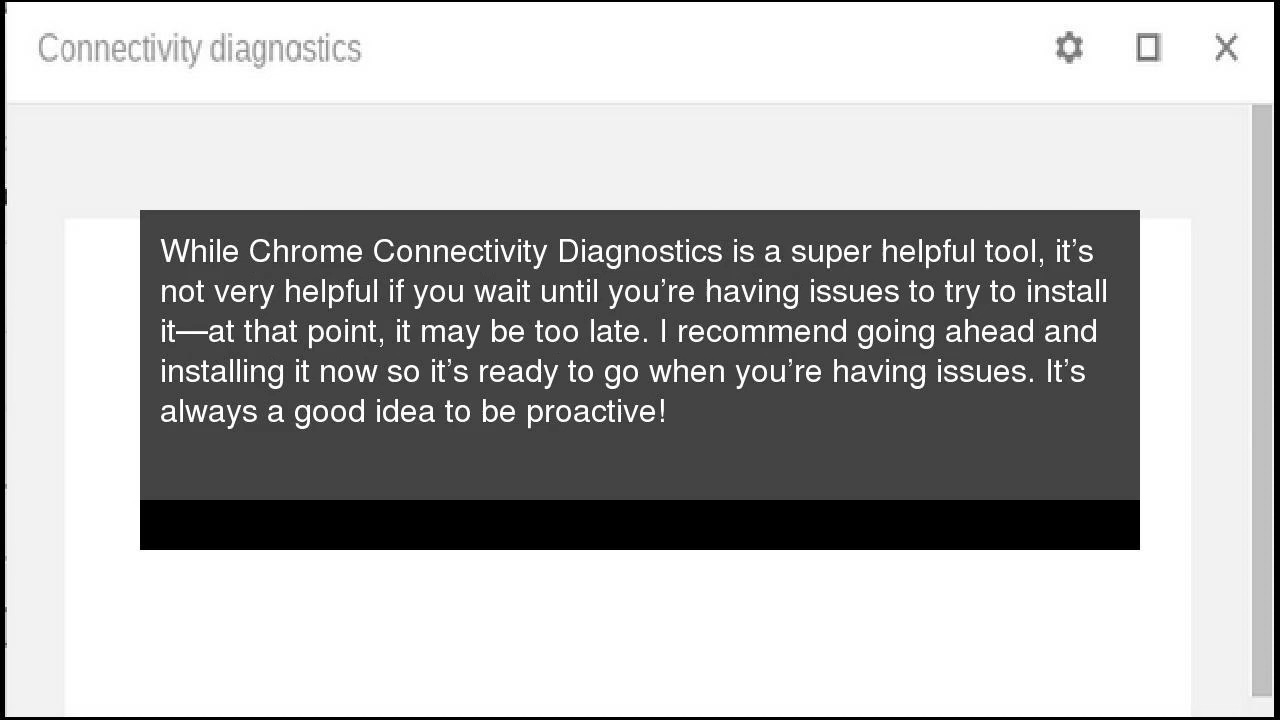 Connectivity diagnostics
While Chrome Connectivity Diagnostics is a super helpful tool, it’s
not very helpful if you wait until you’re having issues to try to install
it—at that point, it may be too late. I recommend going ahead and
installing it now so it’s ready to go when you’re having issues. It’s
always a good idea to be proactive!